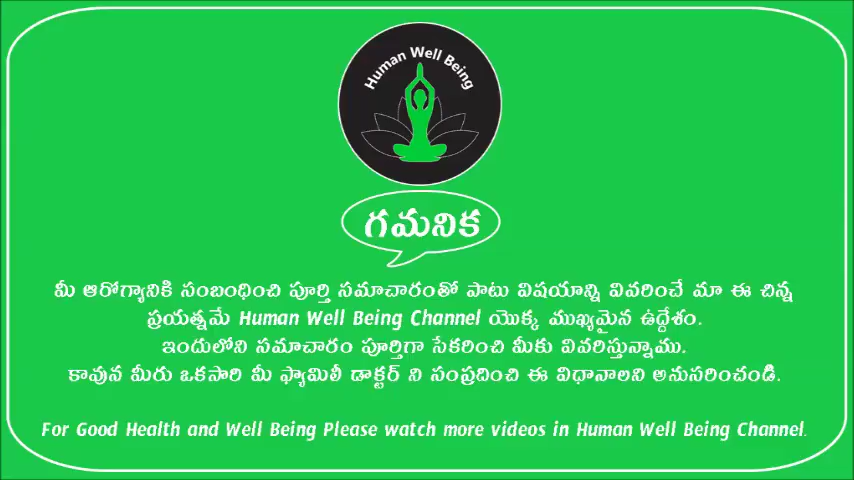 Human Well Being
గమనిక
మీ ఆరోగ్యానికి సంబంధించి పూర్తి సమాచారంతో పాటు విషయాన్ని వివరించే మా ఈ చిన్న
ప్రయత్నమే Human Well Being Channel యొక్క ముఖ్యమైన ఉద్దేశం.
ఇందులోని సమాచారం పూర్తిగా సేకరించి మీకు వివరిస్తున్నాము.
కావున మీరు ఒకసారి మీ ఫ్యామిలీ డాక్టర్ ని సంప్రదించి ఈ విధానాలని అనుసరించండి.
For Good Health and Well Being Please watch more videos in Human Well Being Channel.